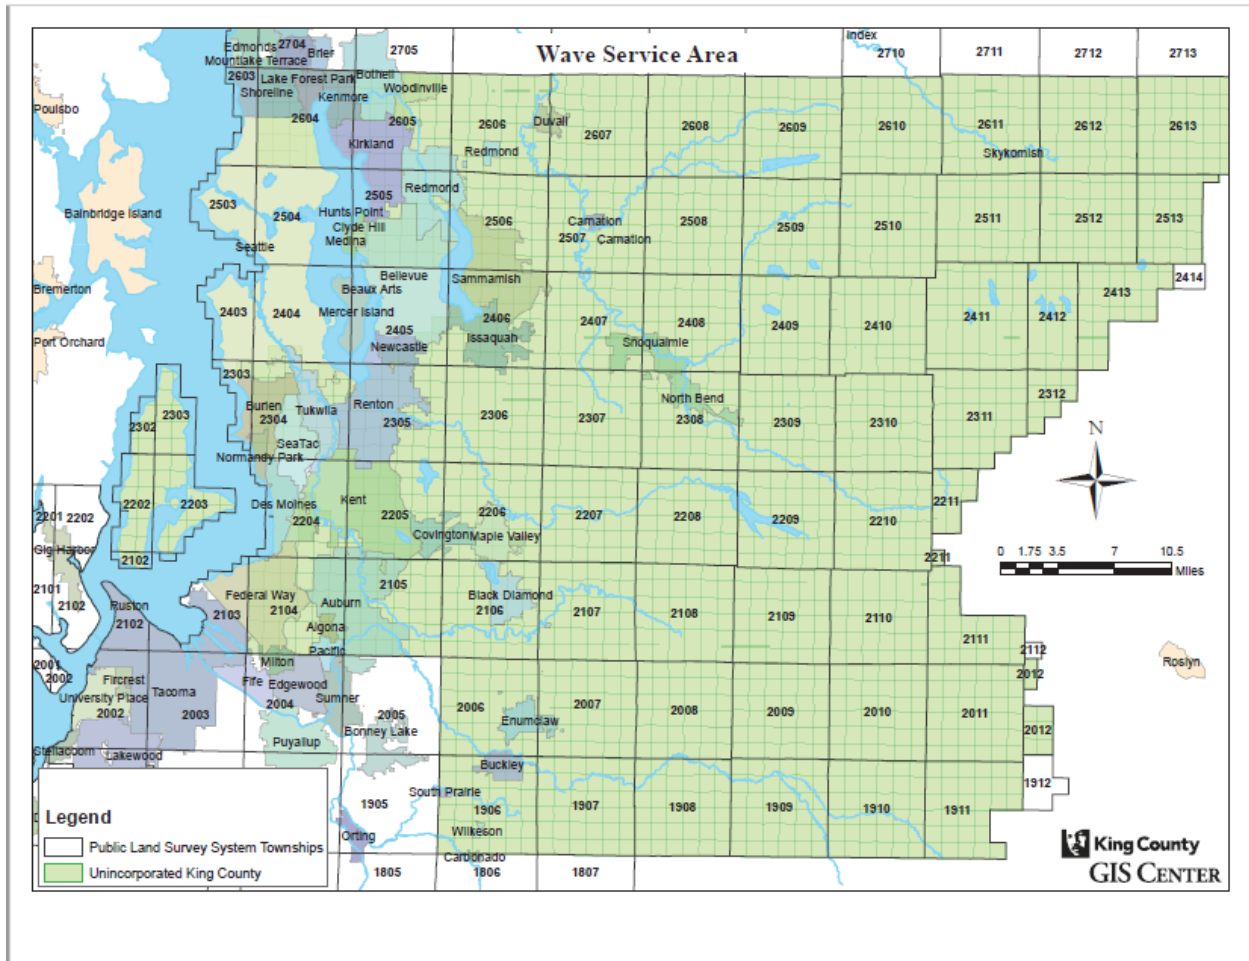 Wave Service Area
Index
Edmonds 2704 Brier 2705 2710 2711 2712 2713
Mountlake Terrace
2603 Lake Forest Park Bothell
Shoreline Kenmore Woodinville
Poulsbo
2604 2605 2606 Duvall 2607 2608 2609 2610 2611 2612 2613
Kirkland Redmond Skykomish
Redmond
2503 2504 2505 2506 2507 2508 2509 2510 2511 2512 2513
Bainbridge Island Hunts Point Carnation
Clyde Hill Carnation
Seattle Medina
Bellevue Sammamish 2414
Bremerton Beaux Arts 2413
2403 2404 Mercer Island 2406 2407 2408 2409 2410 2411 2412
2405 Issaquah Snoqualmie
Port Orchard Newcastle
2303
Burien Tukwila Renton North Bend 2312
2302 2303 2304 2305 2306 2307 2308 2309 2310 2311
SeaTac
Normandy Park
N
2201 2202 2202 2203 Des Moines Kent 2211
2204 2205 2206 2207 2208 2209 2210
Covington Maple Valley
Gig Harbor
2102 2211
0 1.75 3.5 7 10.5
Miles
2101 2102 Federal Way 2105 Black Diamond
Ruston 2103 2104 Auburn 2106 2107 2108 2109 2110
2102 Algona 2111
Pacific 2112
2001 Milton Roslyn
2002 Fircrest Fife Edgewood 2012
University Place Tacoma Sumner
2002 2003 2004 2005 2006 2007 2008 2009 2010 2011
Bonney Lake Enumclaw 2012
Steilacoom Lakewood Puyallup
Buckley
1912
South Prairie
1905 1906 1907 1908 1909 1910 1911
Legend
Wilkeson
Orting
Public Land Survey System Townships
Carbonado
Unincorporated King County
1805 1806 1807
King County
GIS CENTER